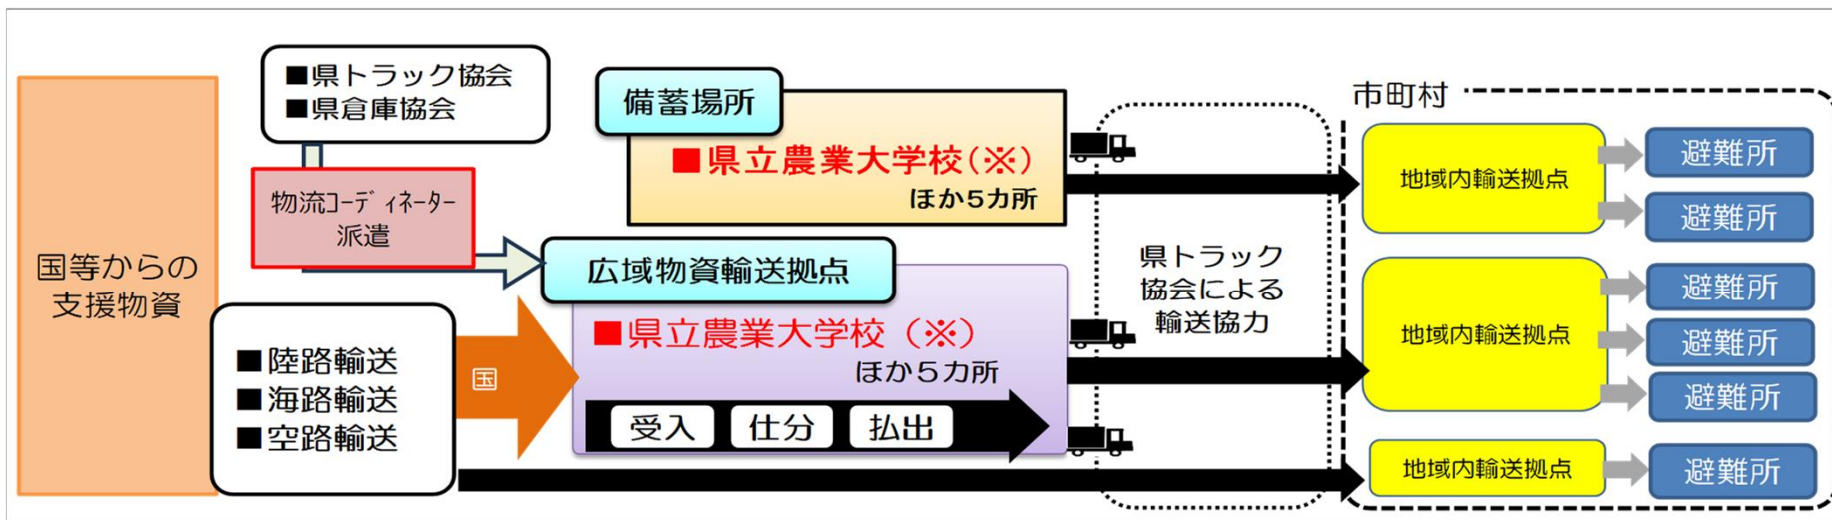 国等からの
支援物資
■県トラック協会
■県倉庫協会
物流ｺｰﾃﾞｨﾈｰﾀｰ
派遣
■陸路輸送
■海路輸送
■空路輸送
国
備蓄場所
■県立農業大学校(※)
ほか5カ所
広域物資輸送拠点
■県立農業大学校（※）
ほか５カ所
受入
仕分
払出
県トラック
協会による
輸送協力
市町村
地域内輸送拠点
避難所
避難所
地域内輸送拠点
避難所
避難所
避難所
地域内輸送拠点
避難所